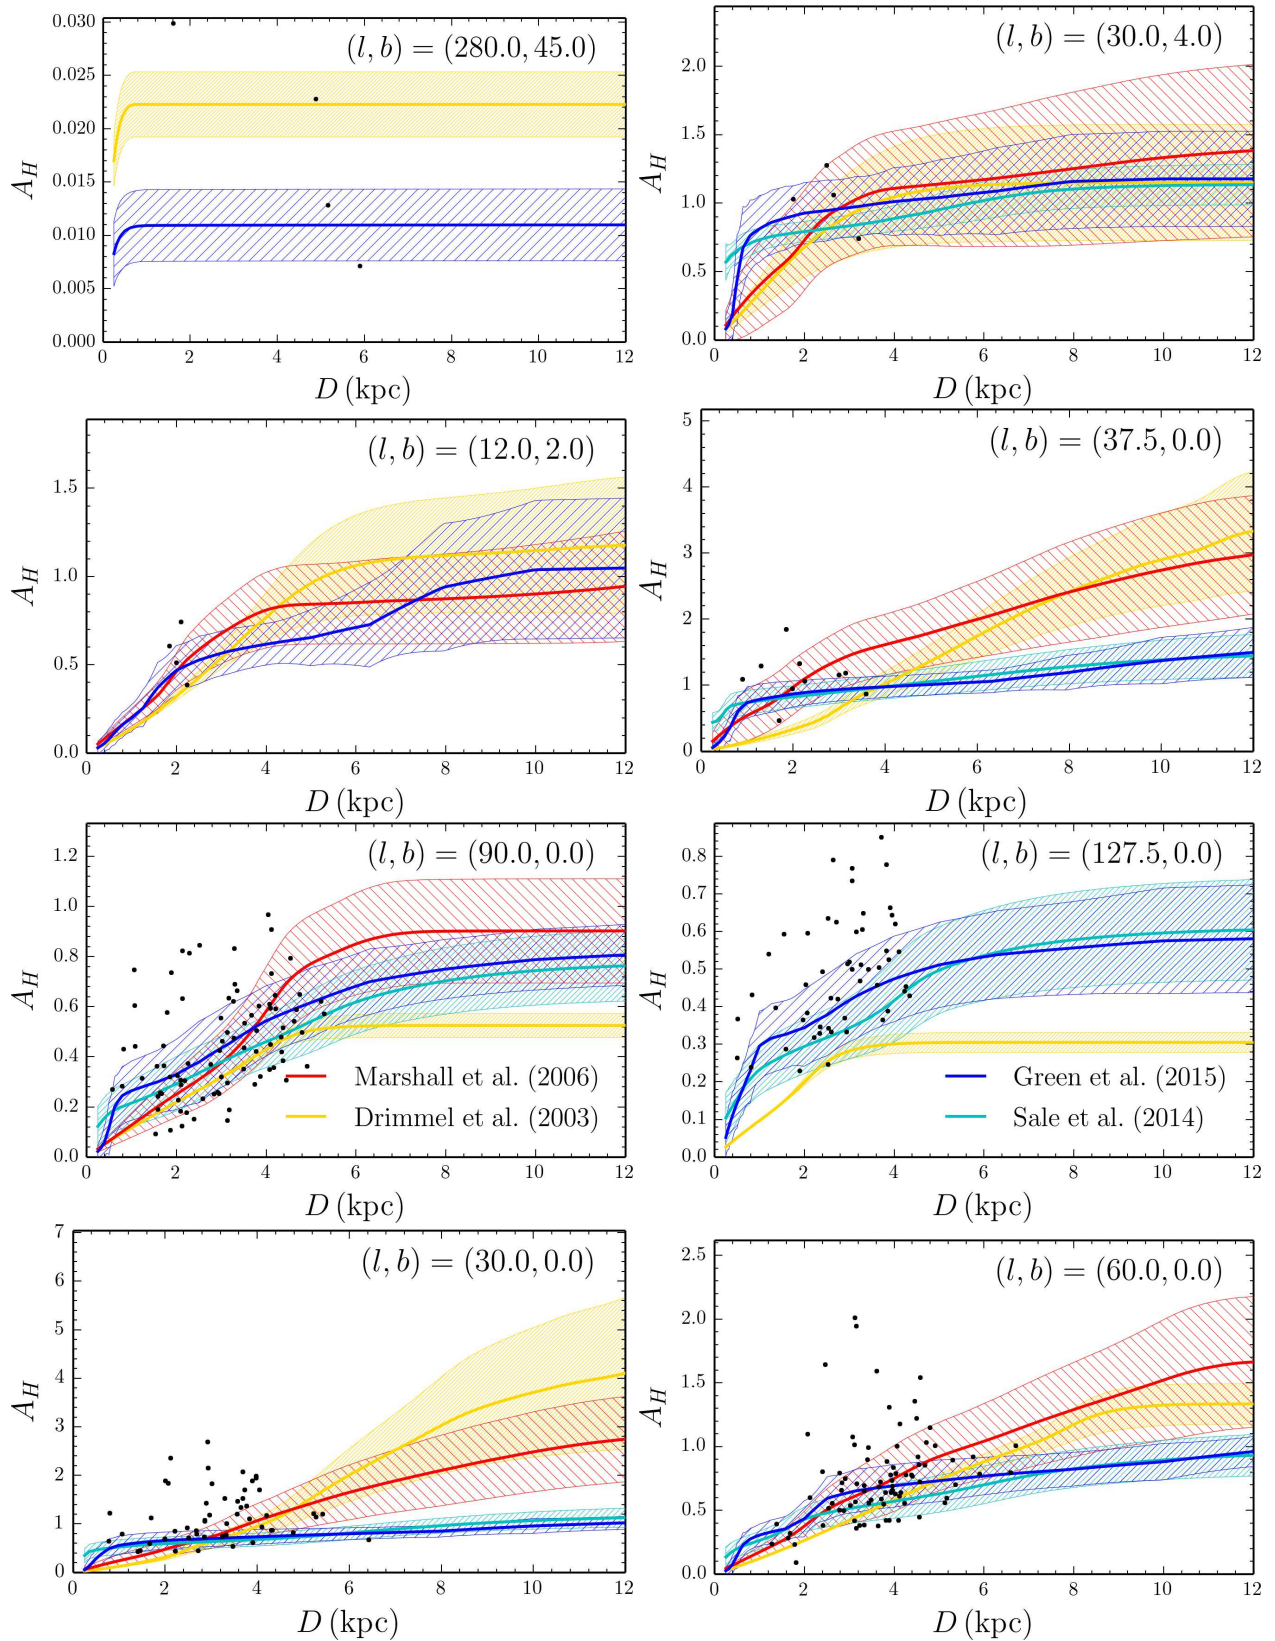 (l, b) = (280.0, 45.0)
0.030
0.025
0.020
0.015
0.010
0.005
0.000
A_H
0 2 4 6 8 10 12
D (kpc)
(l, b) = (30.0, 4.0)
2.0
1.5
1.0
0.5
0.0
A_H
0 2 4 6 8 10 12
D (kpc)
(l, b) = (12.0, 2.0)
1.5
1.0
0.5
0.0
A_H
0 2 4 6 8 10 12
D (kpc)
(l, b) = (37.5, 0.0)
5
4
3
2
1
0
A_H
0 2 4 6 8 10 12
D (kpc)
(l, b) = (90.0, 0.0)
1.2
1.0
0.8
0.6
0.4
0.2
0.0
A_H
Marshall et al. (2006)
Drimmel et al. (2003)
0 2 4 6 8 10 12
D (kpc)
(l, b) = (127.5, 0.0)
0.8
0.7
0.6
0.5
0.4
0.3
0.2
0.1
0.0
A_H
Green et al. (2015)
Sale et al. (2014)
0 2 4 6 8 10 12
D (kpc)
(l, b) = (30.0, 0.0)
7
6
5
4
3
2
1
0
A_H
0 2 4 6 8 10 12
D (kpc)
(l, b) = (60.0, 0.0)
2.5
2.0
1.5
1.0
0.5
0.0
A_H
0 2 4 6 8 10 12
D (kpc)